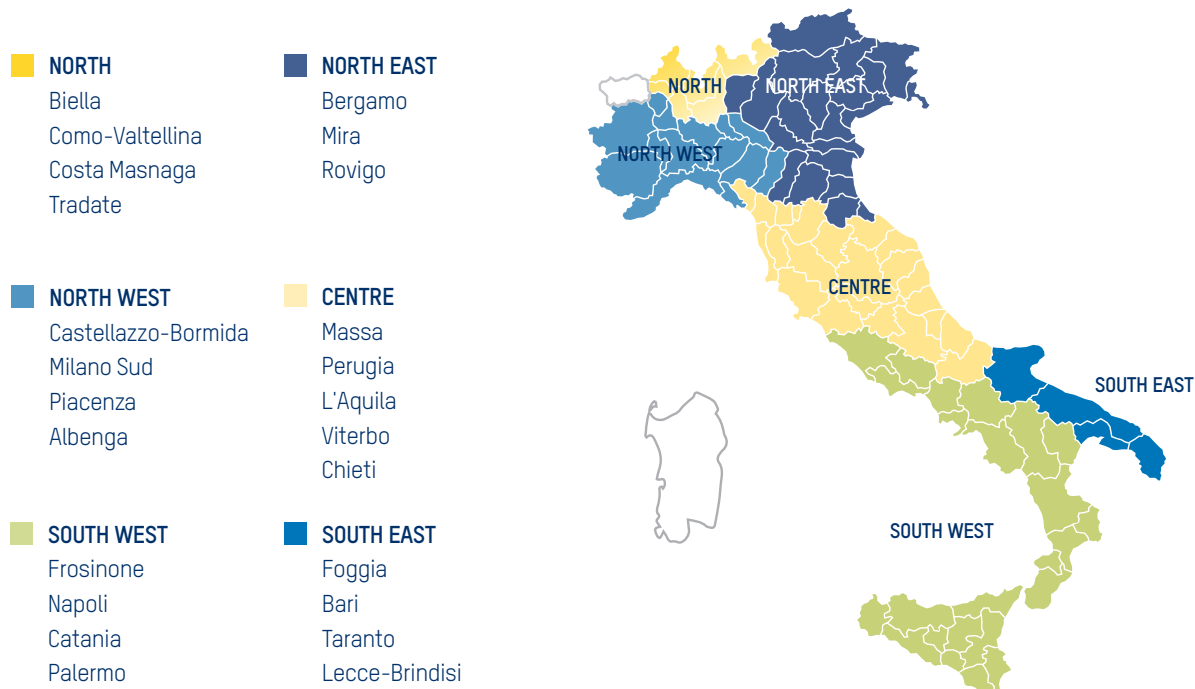 NORTH
Biella
Como-Valtellina
Costa Masnaga
Tradate
NORTH EAST
Bergamo
Mira
Rovigo
NORTH WEST
Castellazzo-Bormida
Milano Sud
Piacenza
Albenga
CENTRE
Massa
Perugia
L'Aquila
Viterbo
Chieti
SOUTH WEST
Frosinone
Napoli
Catania
Palermo
SOUTH EAST
Foggia
Bari
Taranto
Lecce-Brindisi
NORTH
NORTH EAST
NORTH WEST
CENTRE
SOUTH EAST
SOUTH WEST